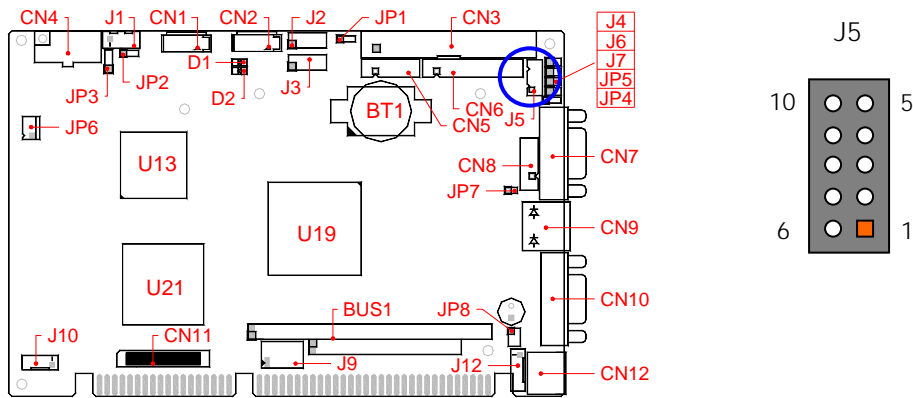 CN4
J1
CN1
CN2
J2
JP1
CN3
J4
J6
J7
JP5
JP4
J5
D1
D2
J3
JP3
JP2
BT1
CN6
CN5
J5
JP6
U13
CN8
CN7
JP7
U19
CN9
U21
BUS1
JP8
CN10
J10
CN11
J9
J12
CN12
10
5
6
1